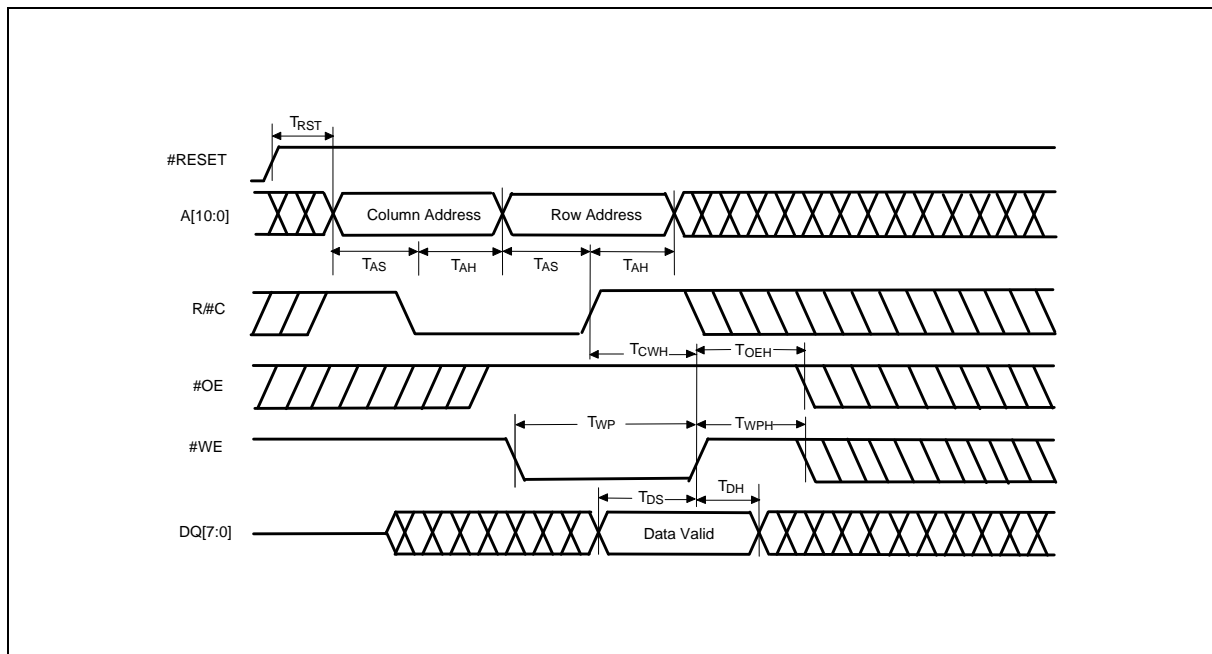 TRST
#RESET
A[10:0]
Column Address
Row Address
TAS
TAH
TAS
TAH
R/#C
TCWH
TOEH
#OE
TWP
TWPH
#WE
TDS
TDH
DQ[7:0]
Data Valid